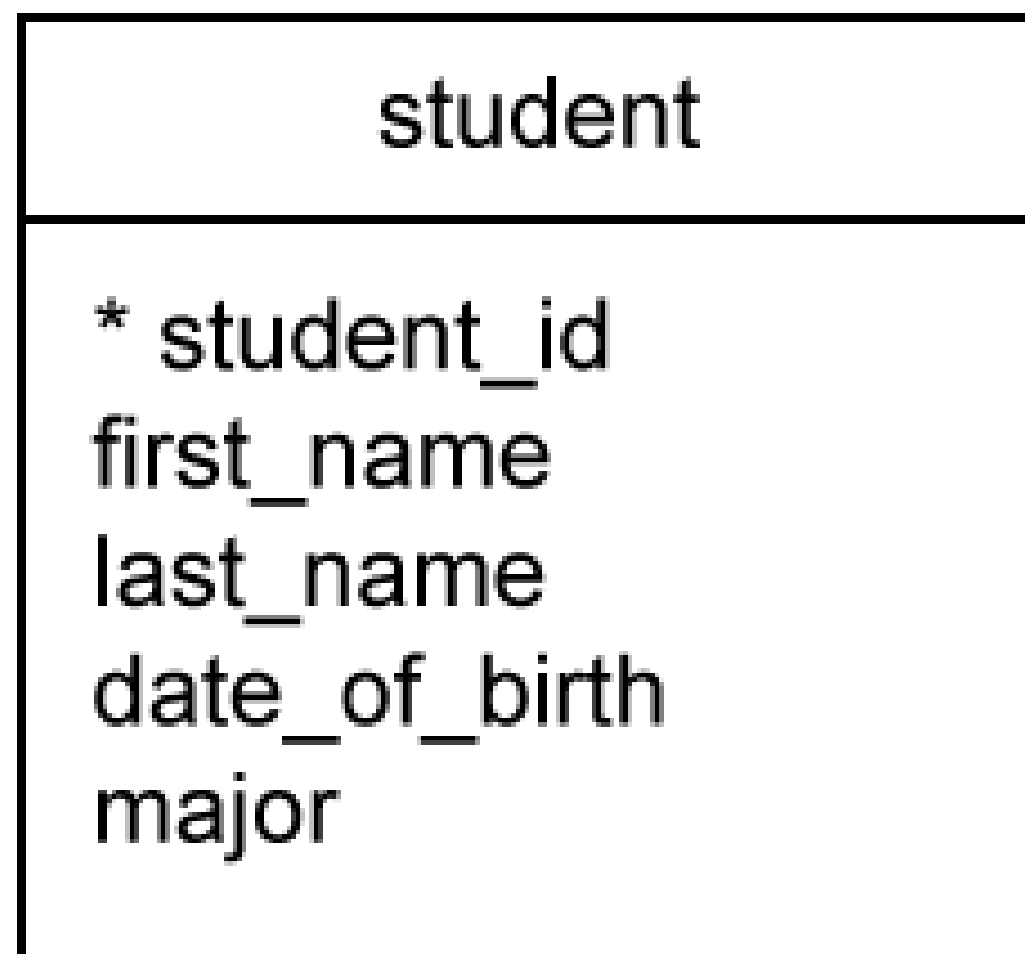 student
* student_id
first_name
last_name
date_of_birth
major